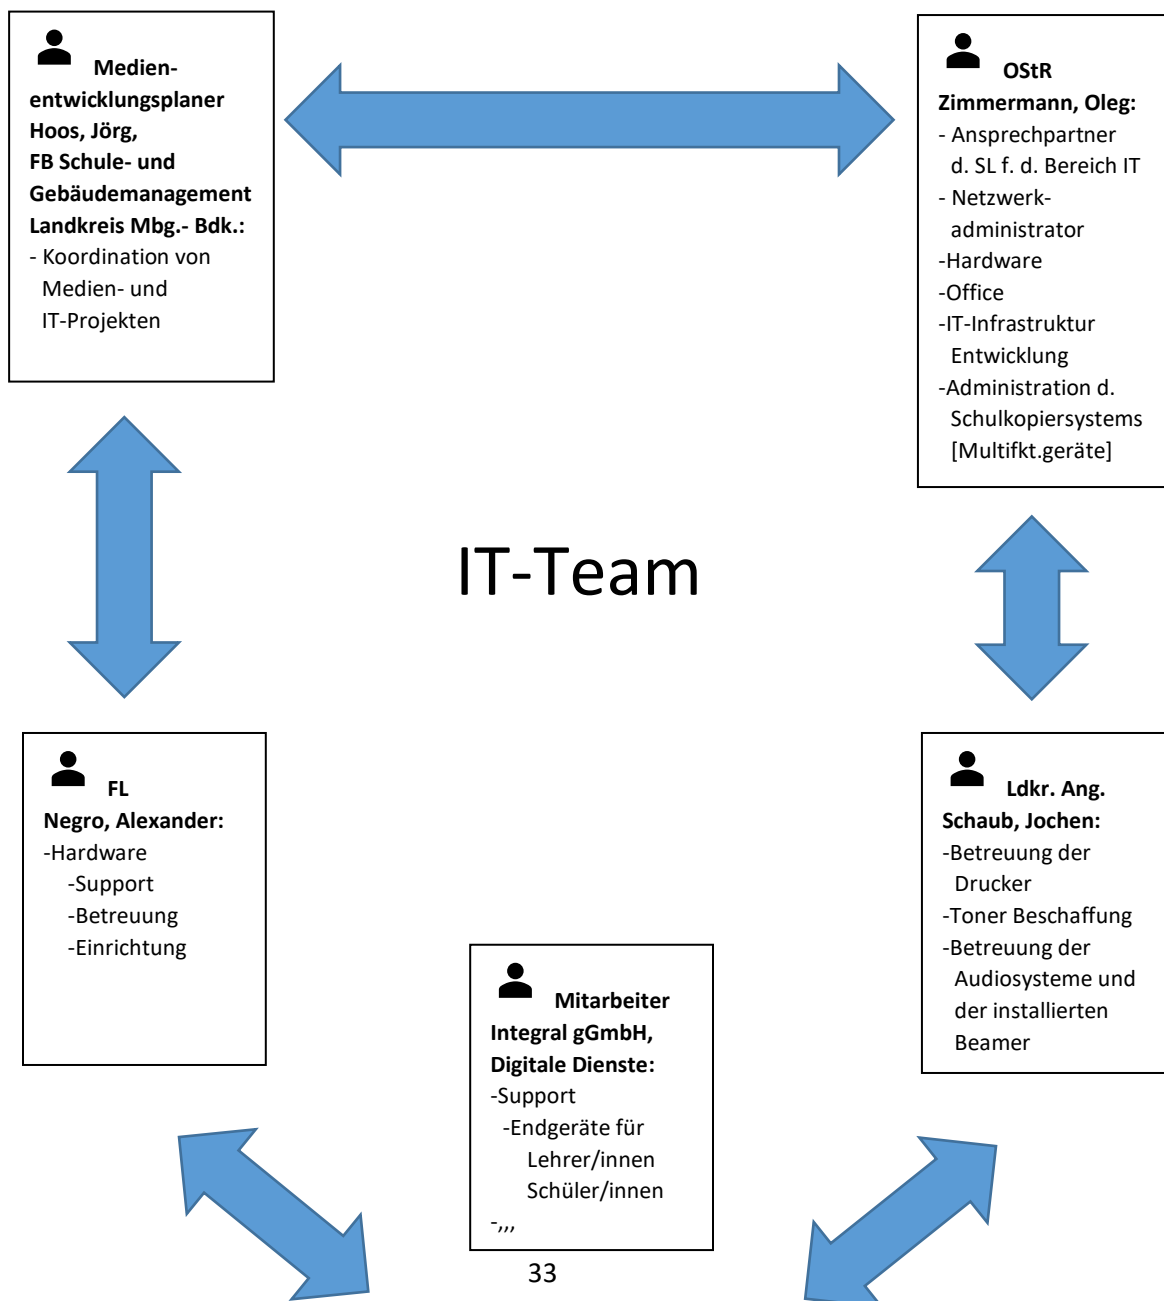 Medien-
entwicklungsplaner
Hoos, Jörg,
FB Schule- und
Gebäudemanagement
Landkreis Mbg.- Bdk.:
- Koordination von
Medien- und
IT-Projekten
OStR
Zimmermann, Oleg:
- Ansprechpartner
d. SL f. d. Bereich IT
- Netzwerk-
administrator
-Hardware
-Office
-IT-Infrastruktur
Entwicklung
-Administration d.
Schulkopiersystems
[Multifkt.geräte]
IT-Team
FL
Negro, Alexander:
-Hardware
-Support
-Betreuung
-Einrichtung
Ldkr. Ang.
Schaub, Jochen:
-Betreuung der
Drucker
-Toner Beschaffung
-Betreuung der
Audiosysteme und
der installierten
Beamer
Mitarbeiter
Integral gGmbH,
Digitale Dienste:
-Support
-Endgeräte für
Lehrer/innen
Schüler/innen
-,,,
33